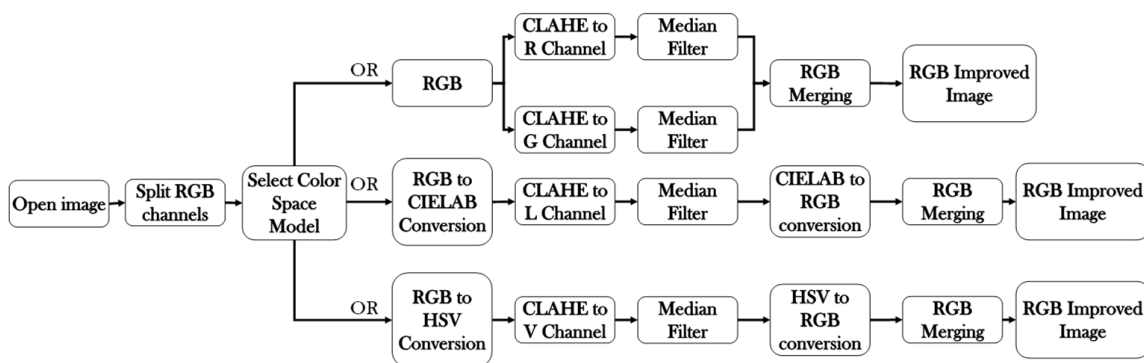 Open image
Split RGB
channels
Select Color
Space
Model
OR
RGB
CLAHE to
R Channel
Median
Filter
CLAHE to
G Channel
Median
Filter
RGB
Merging
RGB Improved
Image
OR
RGB to
CIELAB
Conversion
CLAHE to
L Channel
Median
Filter
CIELAB to
RGB
conversion
RGB
Merging
RGB Improved
Image
OR
RGB to
HSV
Conversion
CLAHE to
V Channel
Median
Filter
HSV to
RGB
conversion
RGB
Merging
RGB Improved
Image